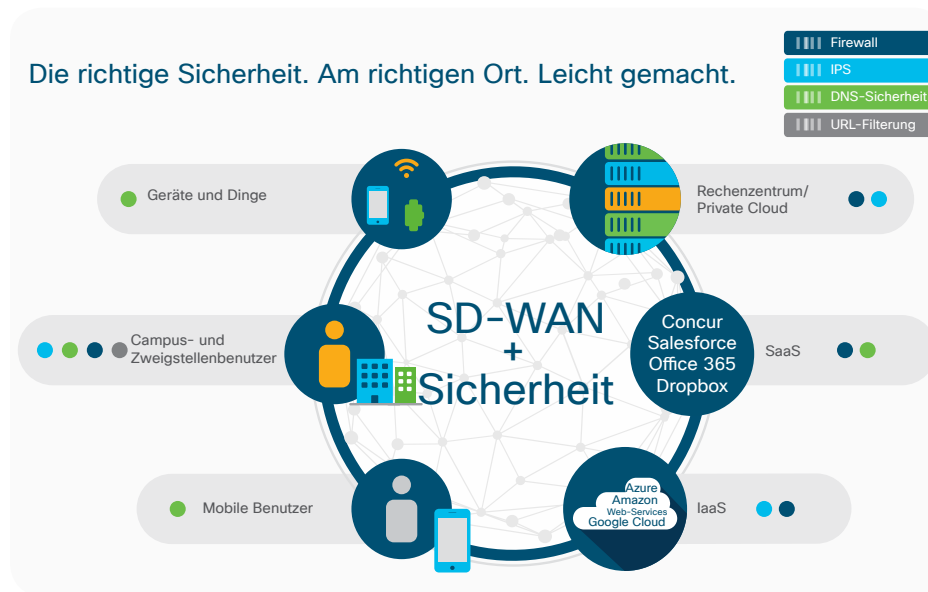 Die richtige Sicherheit. Am richtigen Ort. Leicht gemacht.
Firewall
IPS
DNS-Sicherheit
URL-Filterung
Geräte und Dinge
Rechenzentrum/
Private Cloud
Campus- und
Zweigstellenbenutzer
SD-WAN
+
Sicherheit
Concur
Salesforce
Office 365
Dropbox
SaaS
Mobile Benutzer
Azure
Amazon
Web-Services
Google Cloud
IaaS